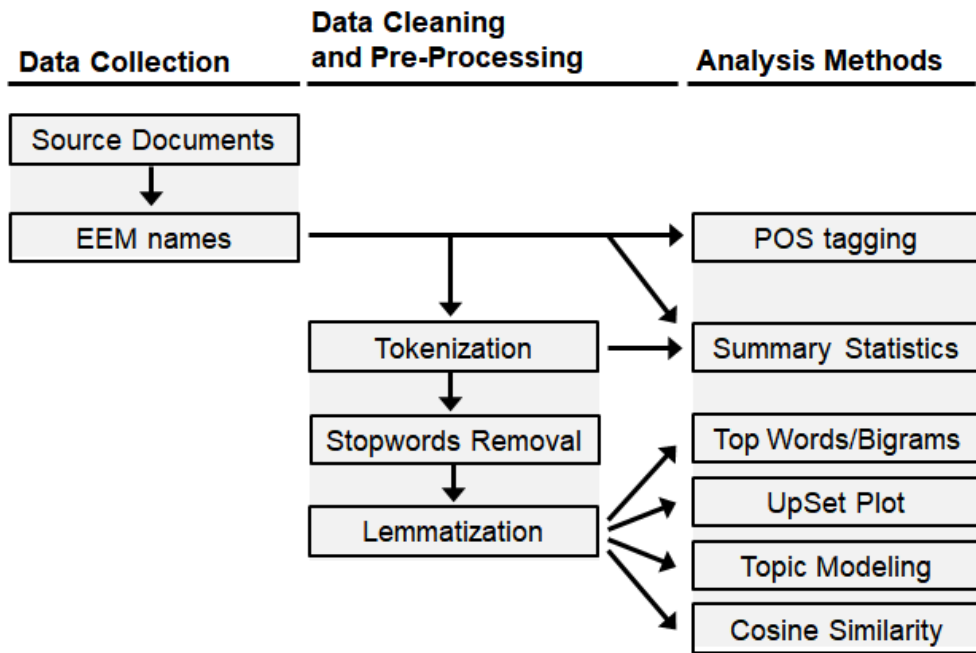 Data Collection
Data Cleaning
and Pre-Processing
Analysis Methods
Source Documents
EEM names
POS tagging
Tokenization
Summary Statistics
Stopwords Removal
Top Words/Bigrams
Lemmatization
UpSet Plot
Topic Modeling
Cosine Similarity